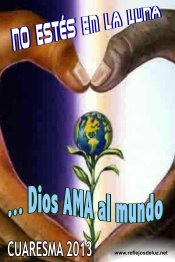 NO ESTÉS EN LA LUNA
... Dios AMA al mundo
CUARESMA 2013
www.reflejosdeluz.net